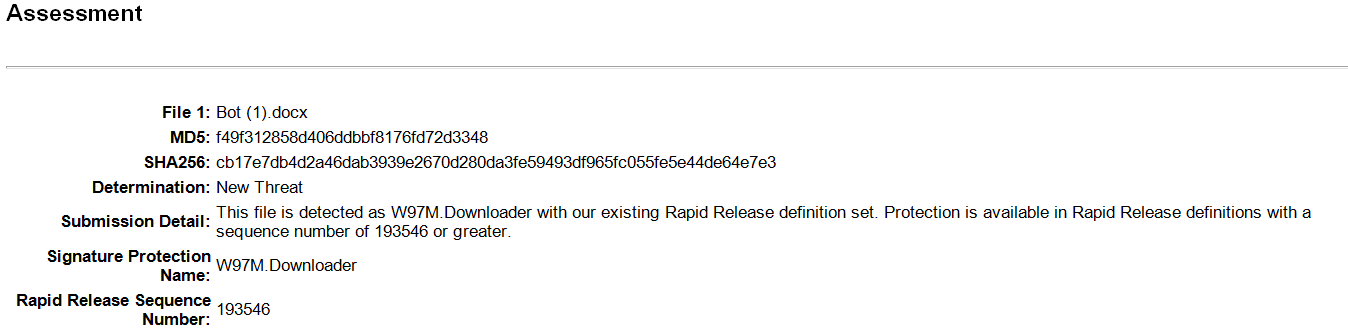 Assessment
File 1: Bot (1).docx
MD5: f49f312858d406ddbbf8176fd72d3348
SHA256: cb17e7db4d2a46dab3939e2670d280da3fe59493df965fc055fe5e44de64e7e3
Determination: New Threat
Submission Detail: This file is detected as W97M.Downloader with our existing Rapid Release definition set. Protection is available in Rapid Release definitions with a
sequence number of 193546 or greater.
Signature Protection
Name: W97M.Downloader
Rapid Release Sequence
Number: 193546